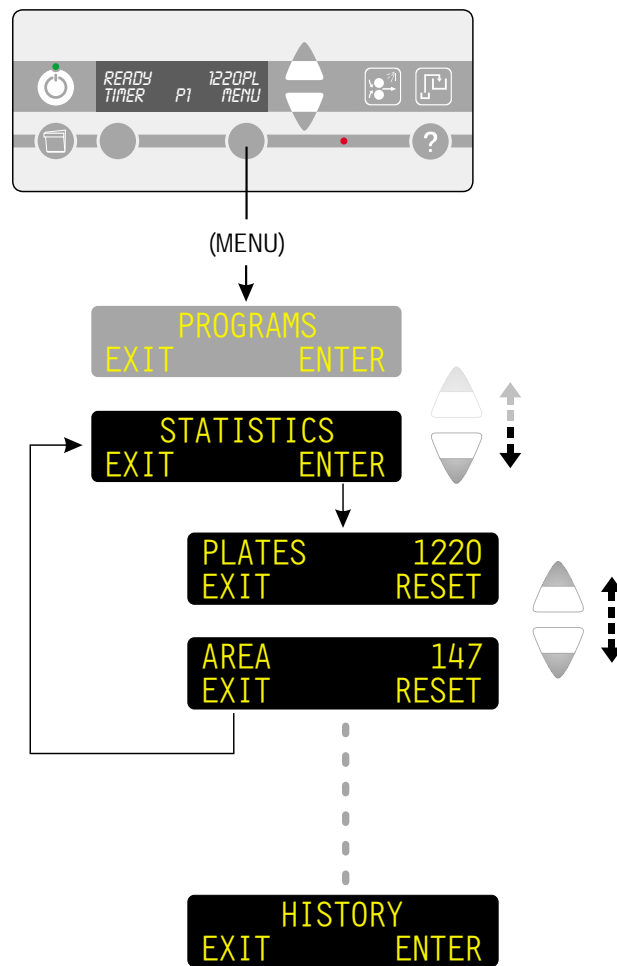 READY 1220PL
TIMER P1 MENU
?
(MENU)
PROGRAMS
EXIT ENTER
STATISTICS
EXIT ENTER
PLATES 1220
EXIT RESET
AREA 147
EXIT RESET
HISTORY
EXIT ENTER